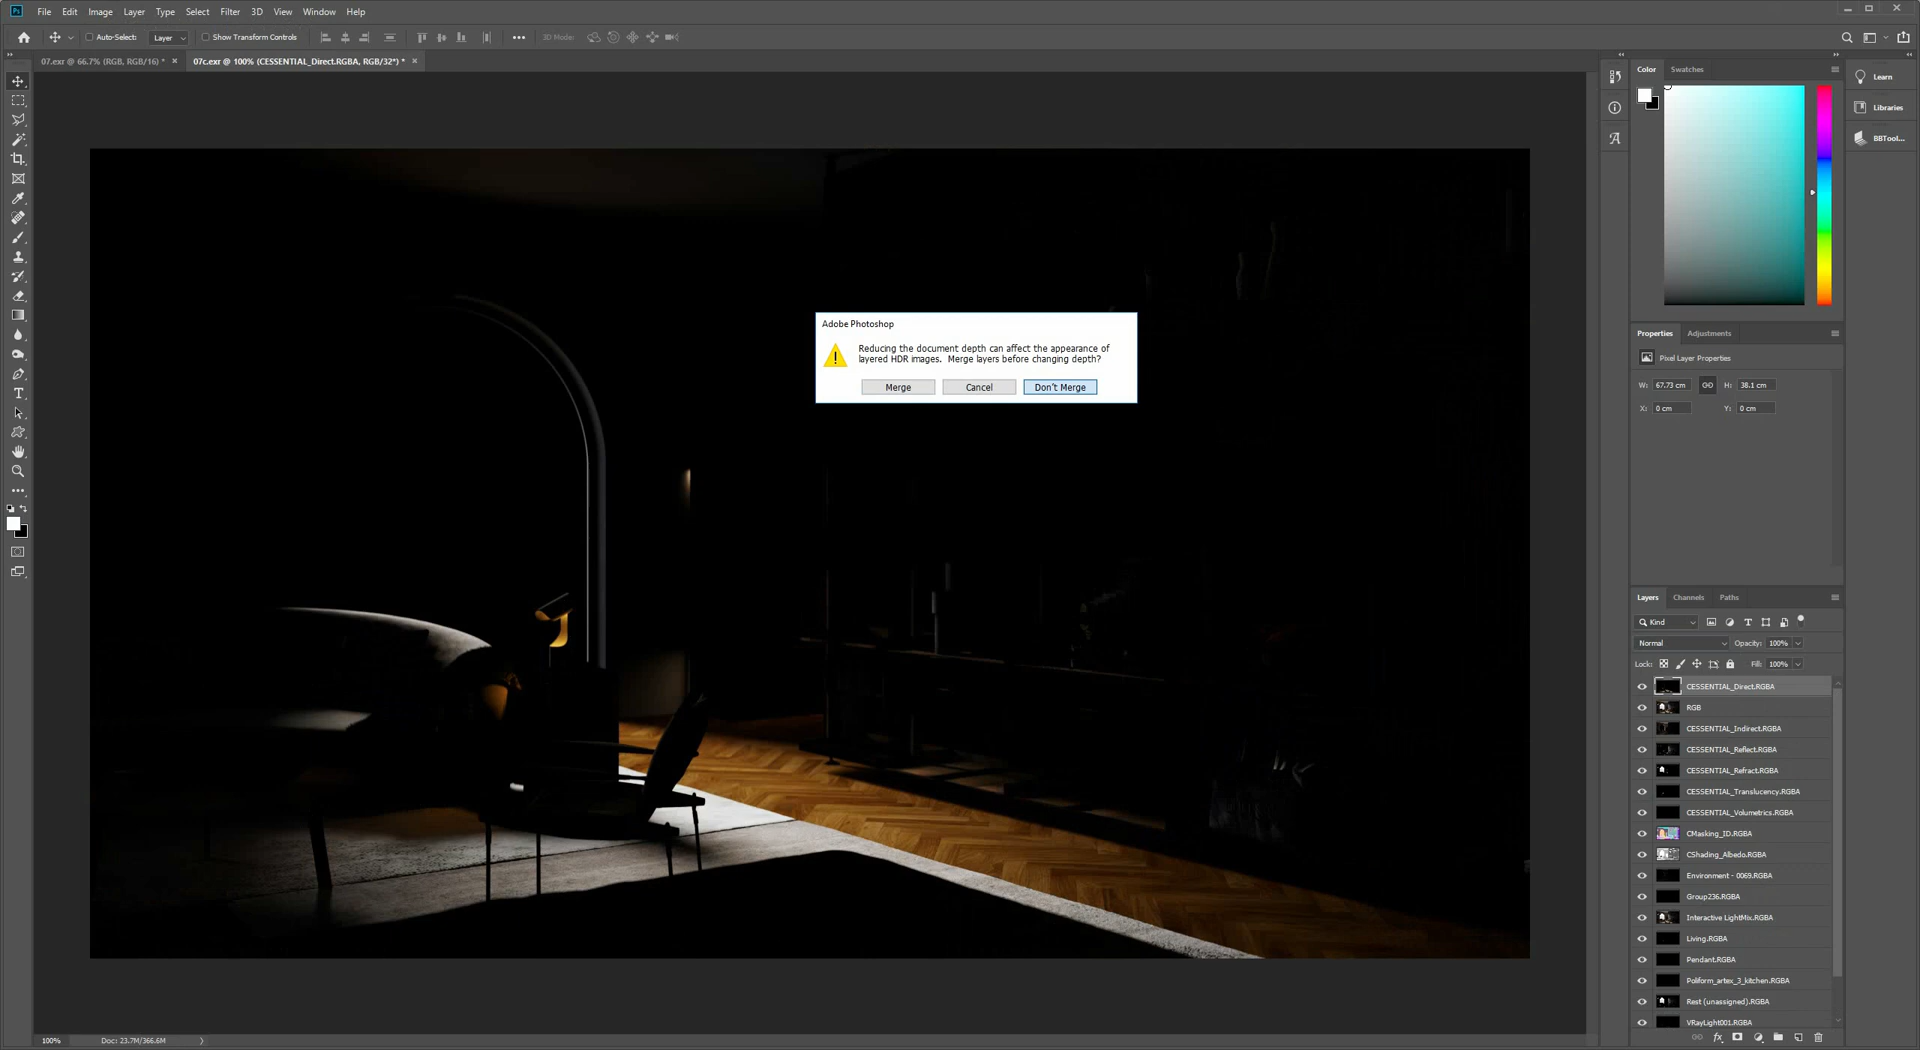 Ps File Edit Image Layer Type Select Filter 3D View Window Help
Auto-Select: Layer Show Transform Controls 3D Mode:
07.exr @ 66.7% (RGB, RGB/16) * × 07c.exr @ 100% (CESSENTIAL_Direct.RGBA, RGB/32*) * ×
Color Swatches
Learn
Libraries
BBTool...
Adobe Photoshop
Reducing the document depth can affect the appearance of
layered HDR images. Merge layers before changing depth?
Merge Cancel Don't Merge
Properties Adjustments
Pixel Layer Properties
W: 67.73 cm H: 38.1 cm
X: 0 cm Y: 0 cm
Layers Channels Paths
Kind
Normal Opacity: 100%
Lock: Fill: 100%
CESSENTIAL_Direct.RGBA
RGB
CESSENTIAL_Indirect.RGBA
CESSENTIAL_Reflect.RGBA
CESSENTIAL_Refract.RGBA
CESSENTIAL_Translucency.RGBA
CESSENTIAL_Volumetrics.RGBA
CMasking_ID.RGBA
CShading_Albedo.RGBA
Environment - 0069.RGBA
Group236.RGBA
Interactive LightMix.RGBA
Living.RGBA
Pendant.RGBA
Poliform_artex_3_kitchen.RGBA
Rest (unassigned).RGBA
VRayLight001.RGBA
fx
100% Doc: 23.7M/366.6M